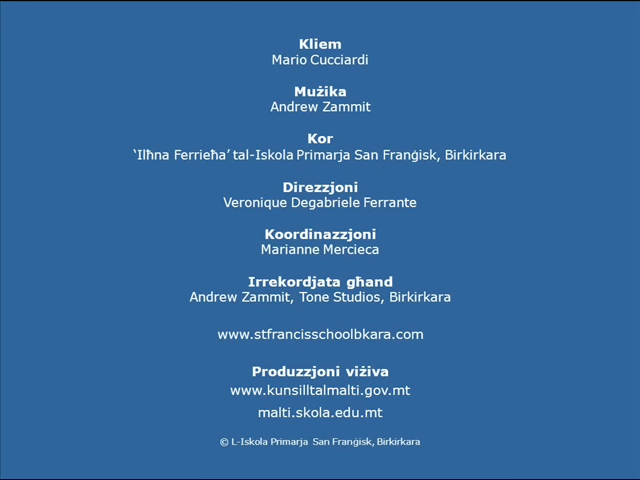 Kliem
Mario Cucciardi
Mużika
Andrew Zammit
Kor
‘Ilħna Ferrieħa’ tal-Iskola Primarja San Franġisk, Birkirkara
Direzzjoni
Veronique Degabriele Ferrante
Koordinazzjoni
Marianne Mercieca
Irrekordjata għand
Andrew Zammit, Tone Studios, Birkirkara
www.stfrancisschoolbkara.com
Produzzjoni viżiva
www.kunsilltalmalti.gov.mt
malti.skola.edu.mt
© L-Iskola Primarja San Franġisk, Birkirkara